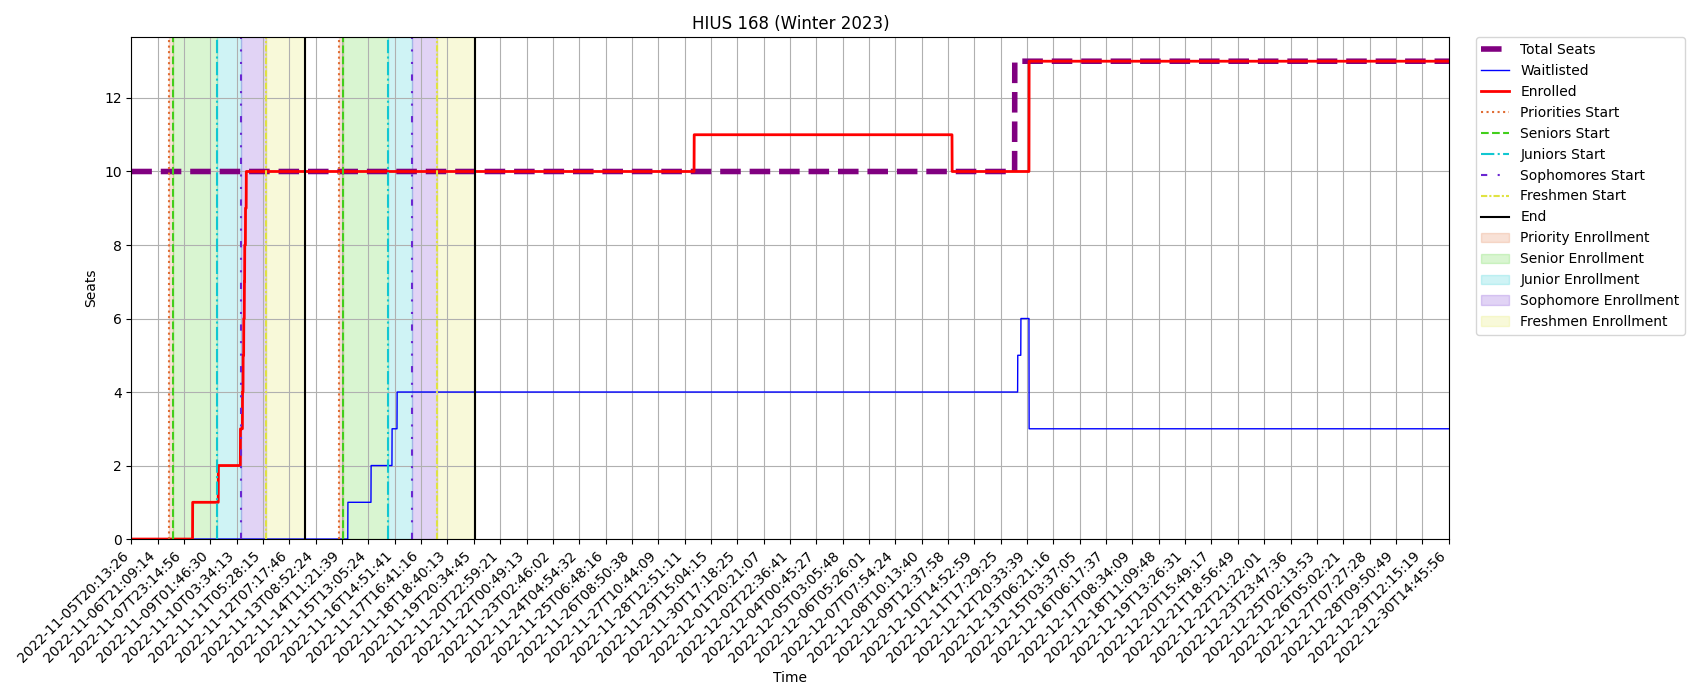 HIUS 168 (Winter 2023)
Total Seats
Waitlisted
Enrolled
Priorities Start
Seniors Start
Juniors Start
Sophomores Start
Freshmen Start
End
Priority Enrollment
Senior Enrollment
Junior Enrollment
Sophomore Enrollment
Freshmen Enrollment
Seats
12
10
8
6
4
2
0
2022-11-05T20:13:26
2022-11-06T21:09:14
2022-11-07T23:14:56
2022-11-09T01:46:30
2022-11-10T03:34:13
2022-11-11T05:28:15
2022-11-12T07:17:46
2022-11-13T08:52:24
2022-11-14T11:21:39
2022-11-15T13:05:24
2022-11-16T14:51:41
2022-11-17T16:41:16
2022-11-18T18:40:13
2022-11-19T20:34:45
2022-11-20T22:59:21
2022-11-22T00:49:13
2022-11-23T02:46:02
2022-11-24T04:54:32
2022-11-25T06:48:16
2022-11-26T08:50:38
2022-11-27T10:44:09
2022-11-28T12:51:11
2022-11-29T15:04:15
2022-11-30T17:18:25
2022-12-01T20:21:07
2022-12-02T22:36:41
2022-12-04T00:45:27
2022-12-05T03:05:48
2022-12-06T05:26:01
2022-12-07T07:54:24
2022-12-08T10:13:40
2022-12-09T12:37:58
2022-12-10T14:52:59
2022-12-11T17:29:25
2022-12-12T20:33:39
2022-12-13T06:21:16
2022-12-15T03:37:05
2022-12-16T06:17:37
2022-12-17T08:34:09
2022-12-18T11:09:48
2022-12-19T13:26:31
2022-12-20T15:49:17
2022-12-21T18:56:49
2022-12-22T21:22:01
2022-12-23T23:47:36
2022-12-25T02:13:53
2022-12-26T05:02:21
2022-12-27T07:27:28
2022-12-28T09:50:49
2022-12-29T12:15:19
2022-12-30T14:45:56
Time